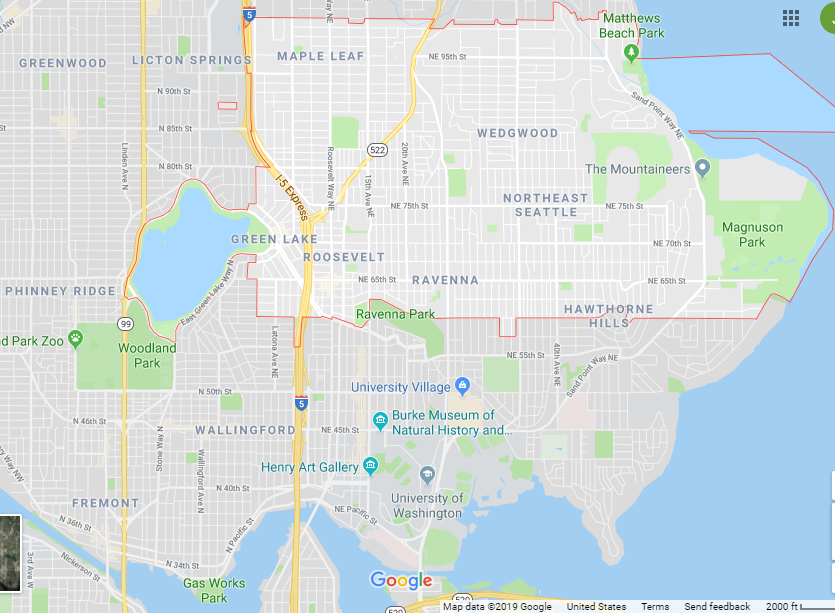 5
Matthews
Beach Park
GREENWOOD
LICTON SPRINGS
MAPLE LEAF
NE 95th St
N 90th St
Sand Point Way NE
N 85th St
WEDGWOOD
522
Linden Ave N
Roosevelt Way NE
20th Ave NE
N 80th St
The Mountaineers
I-5 Express
15th Ave NE
NORTHEAST
SEATTLE
NE 75th St
NE 75th St
Magnuson
Park
GREEN LAKE
NE 70th St
ROOSEVELT
NE 65th St
RAVENNA
NE 65th St
PHINNEY RIDGE
East Green Lake Way N
HAWTHORNE
HILLS
Ravenna Park
99
d Park Zoo
Woodland
Park
Latona Ave NE
NE 55th St
40th Ave NE
Sand Point Way NE
University Village
N 50th St
5
Burke Museum of
Natural History and...
N 46th St
WALLINGFORD
NE 45th St
Stone Way N
Wallingford Ave N
Henry Art Gallery
N 40th St
University of
Washington
FREMONT
NE Pacific St
N 36th St
N Pacific St
N 34th St
Nickerson St
3rd Ave W
Gas Works
Park
Google
520
520
Map data ©2019 Google United States Terms Send feedback 2000 ft